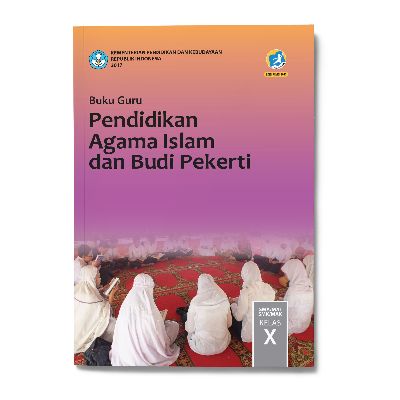 KEMENTERIAN PENDIDIKAN DAN KEBUDAYAAN
REPUBLIK INDONESIA
2017
Buku Guru
Pendidikan
Agama Islam
dan Budi Pekerti
SMA/MA/
SMK/MAK
KELAS
X